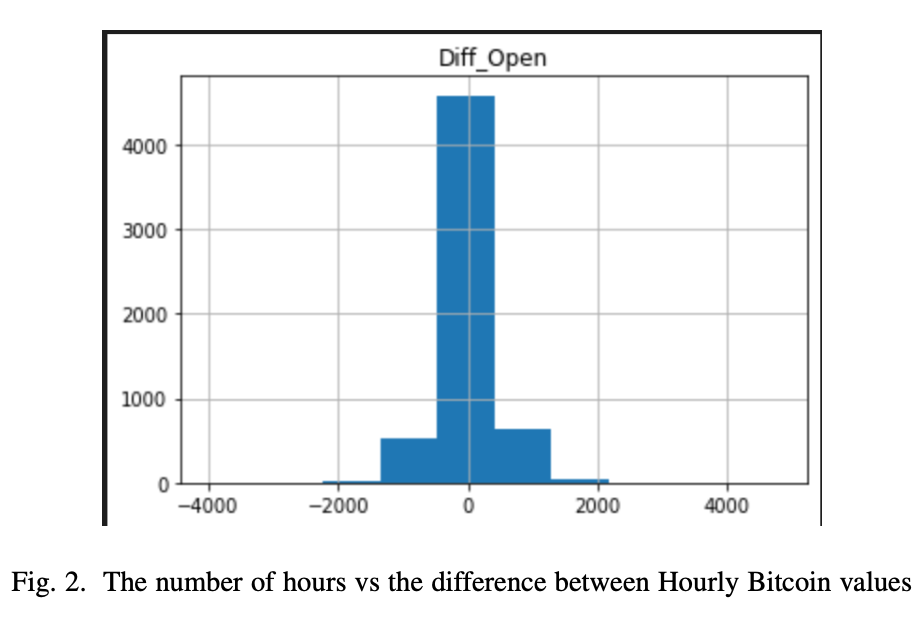 Diff_Open
4000
3000
2000
1000
0
−4000 −2000 0 2000 4000
Fig. 2. The number of hours vs the difference between Hourly Bitcoin values